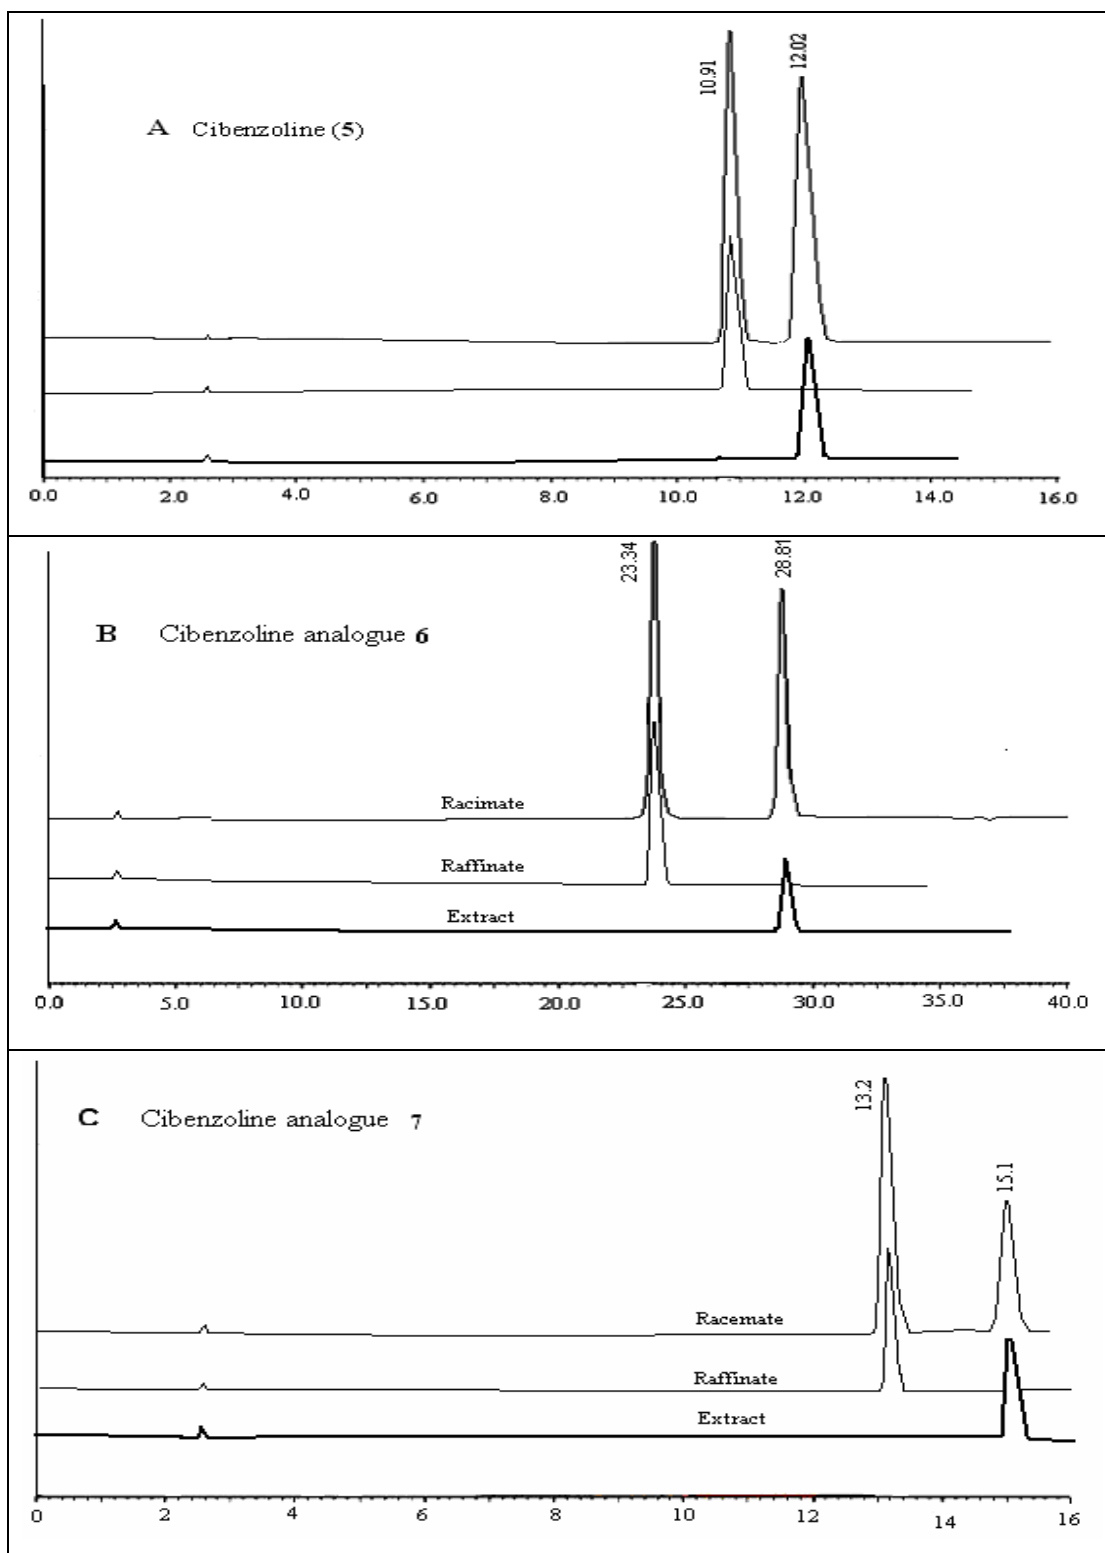 10.91
12.02
A Cibenzoline (5)
0.0 2.0 4.0 6.0 8.0 10.0 12.0 14.0 16.0
23.34
28.81
B Cibenzoline analogue 6
Racimate
Raffinate
Extract
0.0 5.0 10.0 15.0 20.0 25.0 30.0 35.0 40.0
13.2
15.1
C Cibenzoline analogue 7
Racemate
Raffinate
Extract
0 2 4 6 8 10 12 14 16